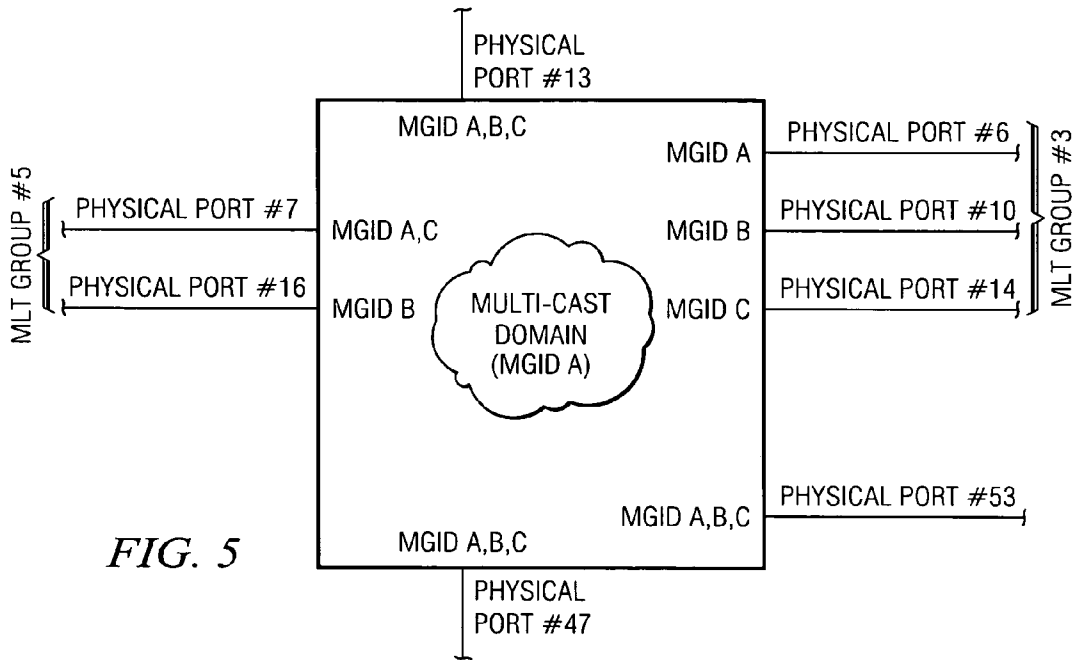 PHYSICAL
PORT #13
MGID A,B,C
MLT GROUP #5
PHYSICAL PORT #7
PHYSICAL PORT #16
MGID A,C
MGID B
MULTI-CAST
DOMAIN
(MGID A)
MGID A
MGID B
MGID C
PHYSICAL PORT #6
PHYSICAL PORT #10
PHYSICAL PORT #14
MLT GROUP #3
MGID A,B,C
PHYSICAL PORT #53
MGID A,B,C
PHYSICAL
PORT #47
FIG. 5